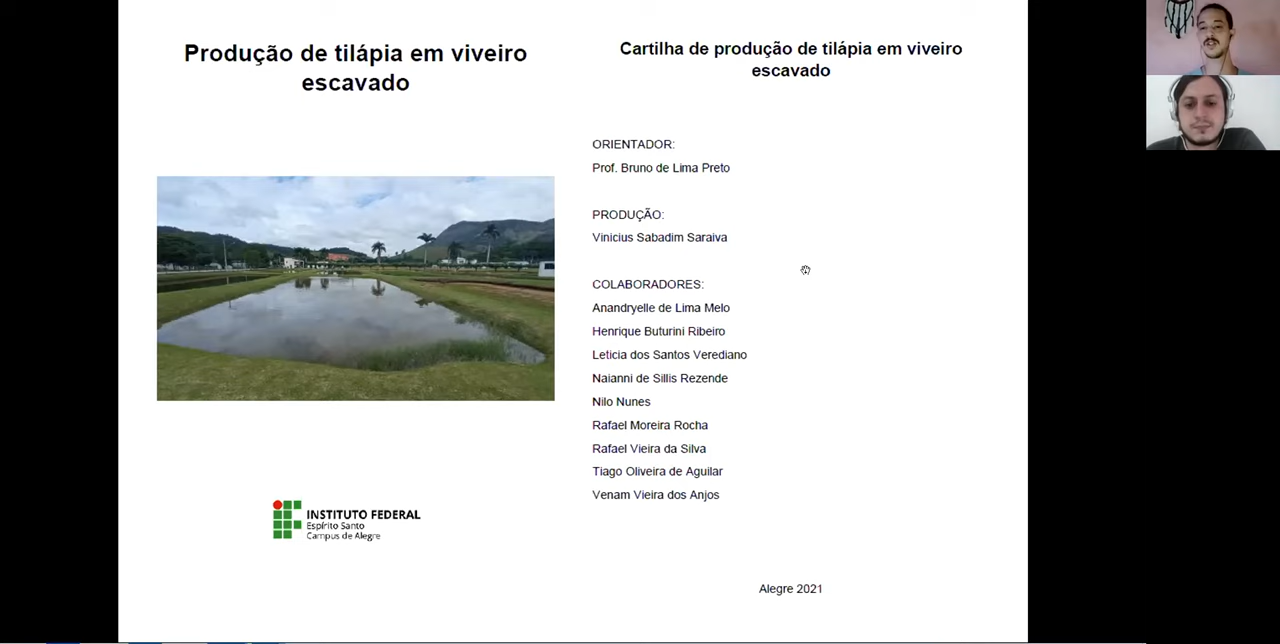 Produção de tilápia em viveiro
escavado
INSTITUTO FEDERAL
Espírito Santo
Campus de Alegre
Cartilha de produção de tilápia em viveiro
escavado
ORIENTADOR:
Prof. Bruno de Lima Preto
PRODUÇÃO:
Vinicius Sabadim Saraiva
COLABORADORES:
Anandryelle de Lima Melo
Henrique Buturini Ribeiro
Leticia dos Santos Verediano
Naianni de Sillis Rezende
Nilo Nunes
Rafael Moreira Rocha
Rafael Vieira da Silva
Tiago Oliveira de Aguilar
Venam Vieira dos Anjos
Alegre 2021